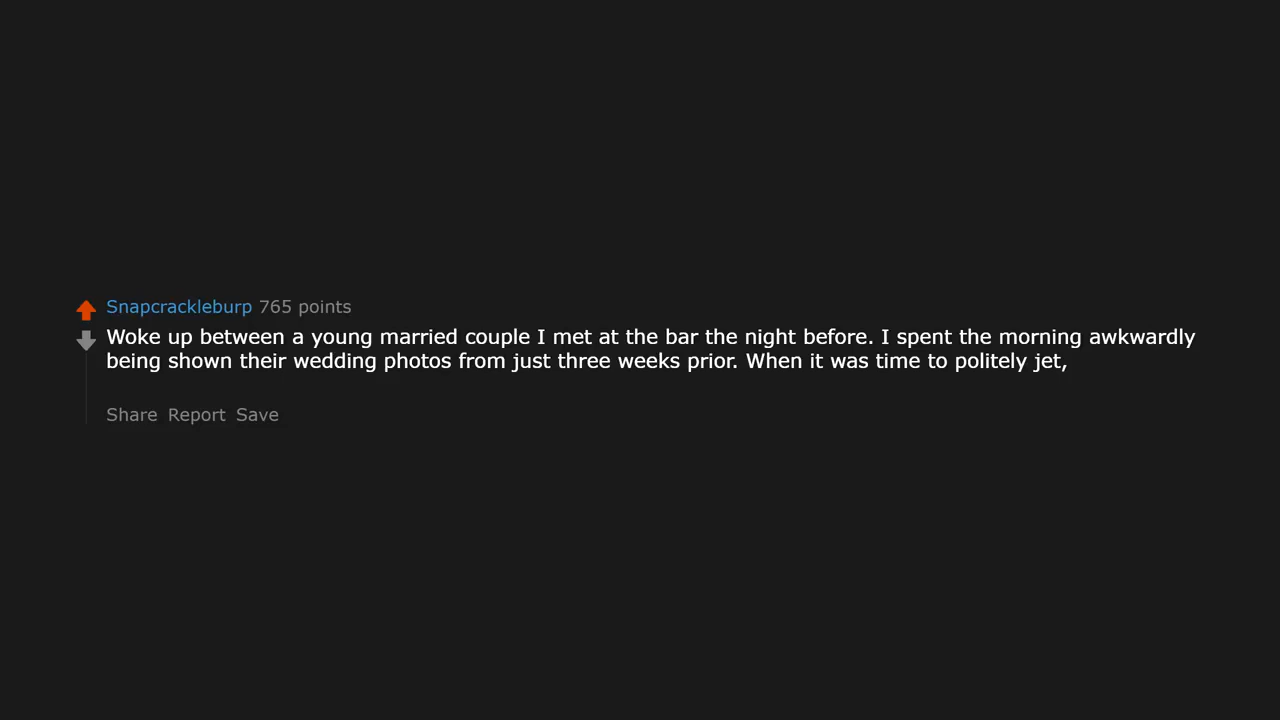 Snapcrackleburp 765 points
Woke up between a young married couple I met at the bar the night before. I spent the morning awkwardly
being shown their wedding photos from just three weeks prior. When it was time to politely jet,
Share Report Save